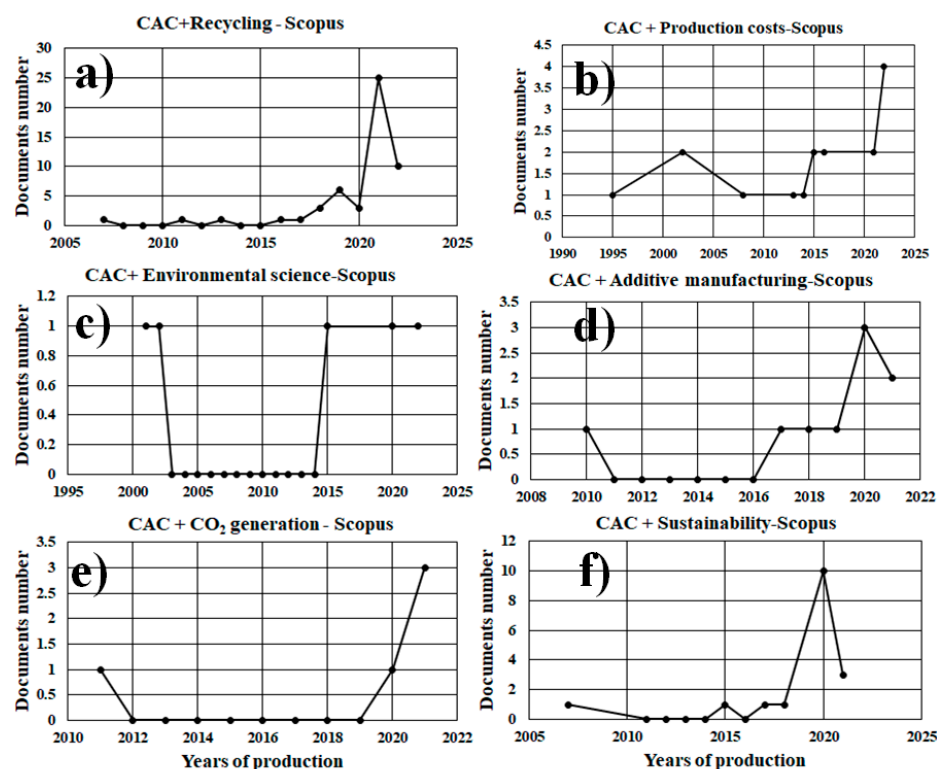 CAC+Recycling - Scopus
a)
Documents number
30
25
20
15
10
5
0
2005 2010 2015 2020 2025
CAC + Production costs-Scopus
b)
Documents number
4.5
4
3.5
3
2.5
2
1.5
1
0.5
0
1990 1995 2000 2005 2010 2015 2020 2025
CAC+ Environmental science-Scopus
c)
Documents number
1.2
1
0.8
0.6
0.4
0.2
0
1995 2000 2005 2010 2015 2020 2025
CAC + Additive manufacturing-Scopus
d)
Documents number
3.5
3
2.5
2
1.5
1
0.5
0
2008 2010 2012 2014 2016 2018 2020 2022
CAC + CO₂ generation - Scopus
e)
Documents number
3.5
3
2.5
2
1.5
1
0.5
0
2010 2012 2014 2016 2018 2020 2022
Years of production
CAC + Sustainability-Scopus
f)
Documents number
12
10
8
6
4
2
0
2005 2010 2015 2020 2025
Years of production